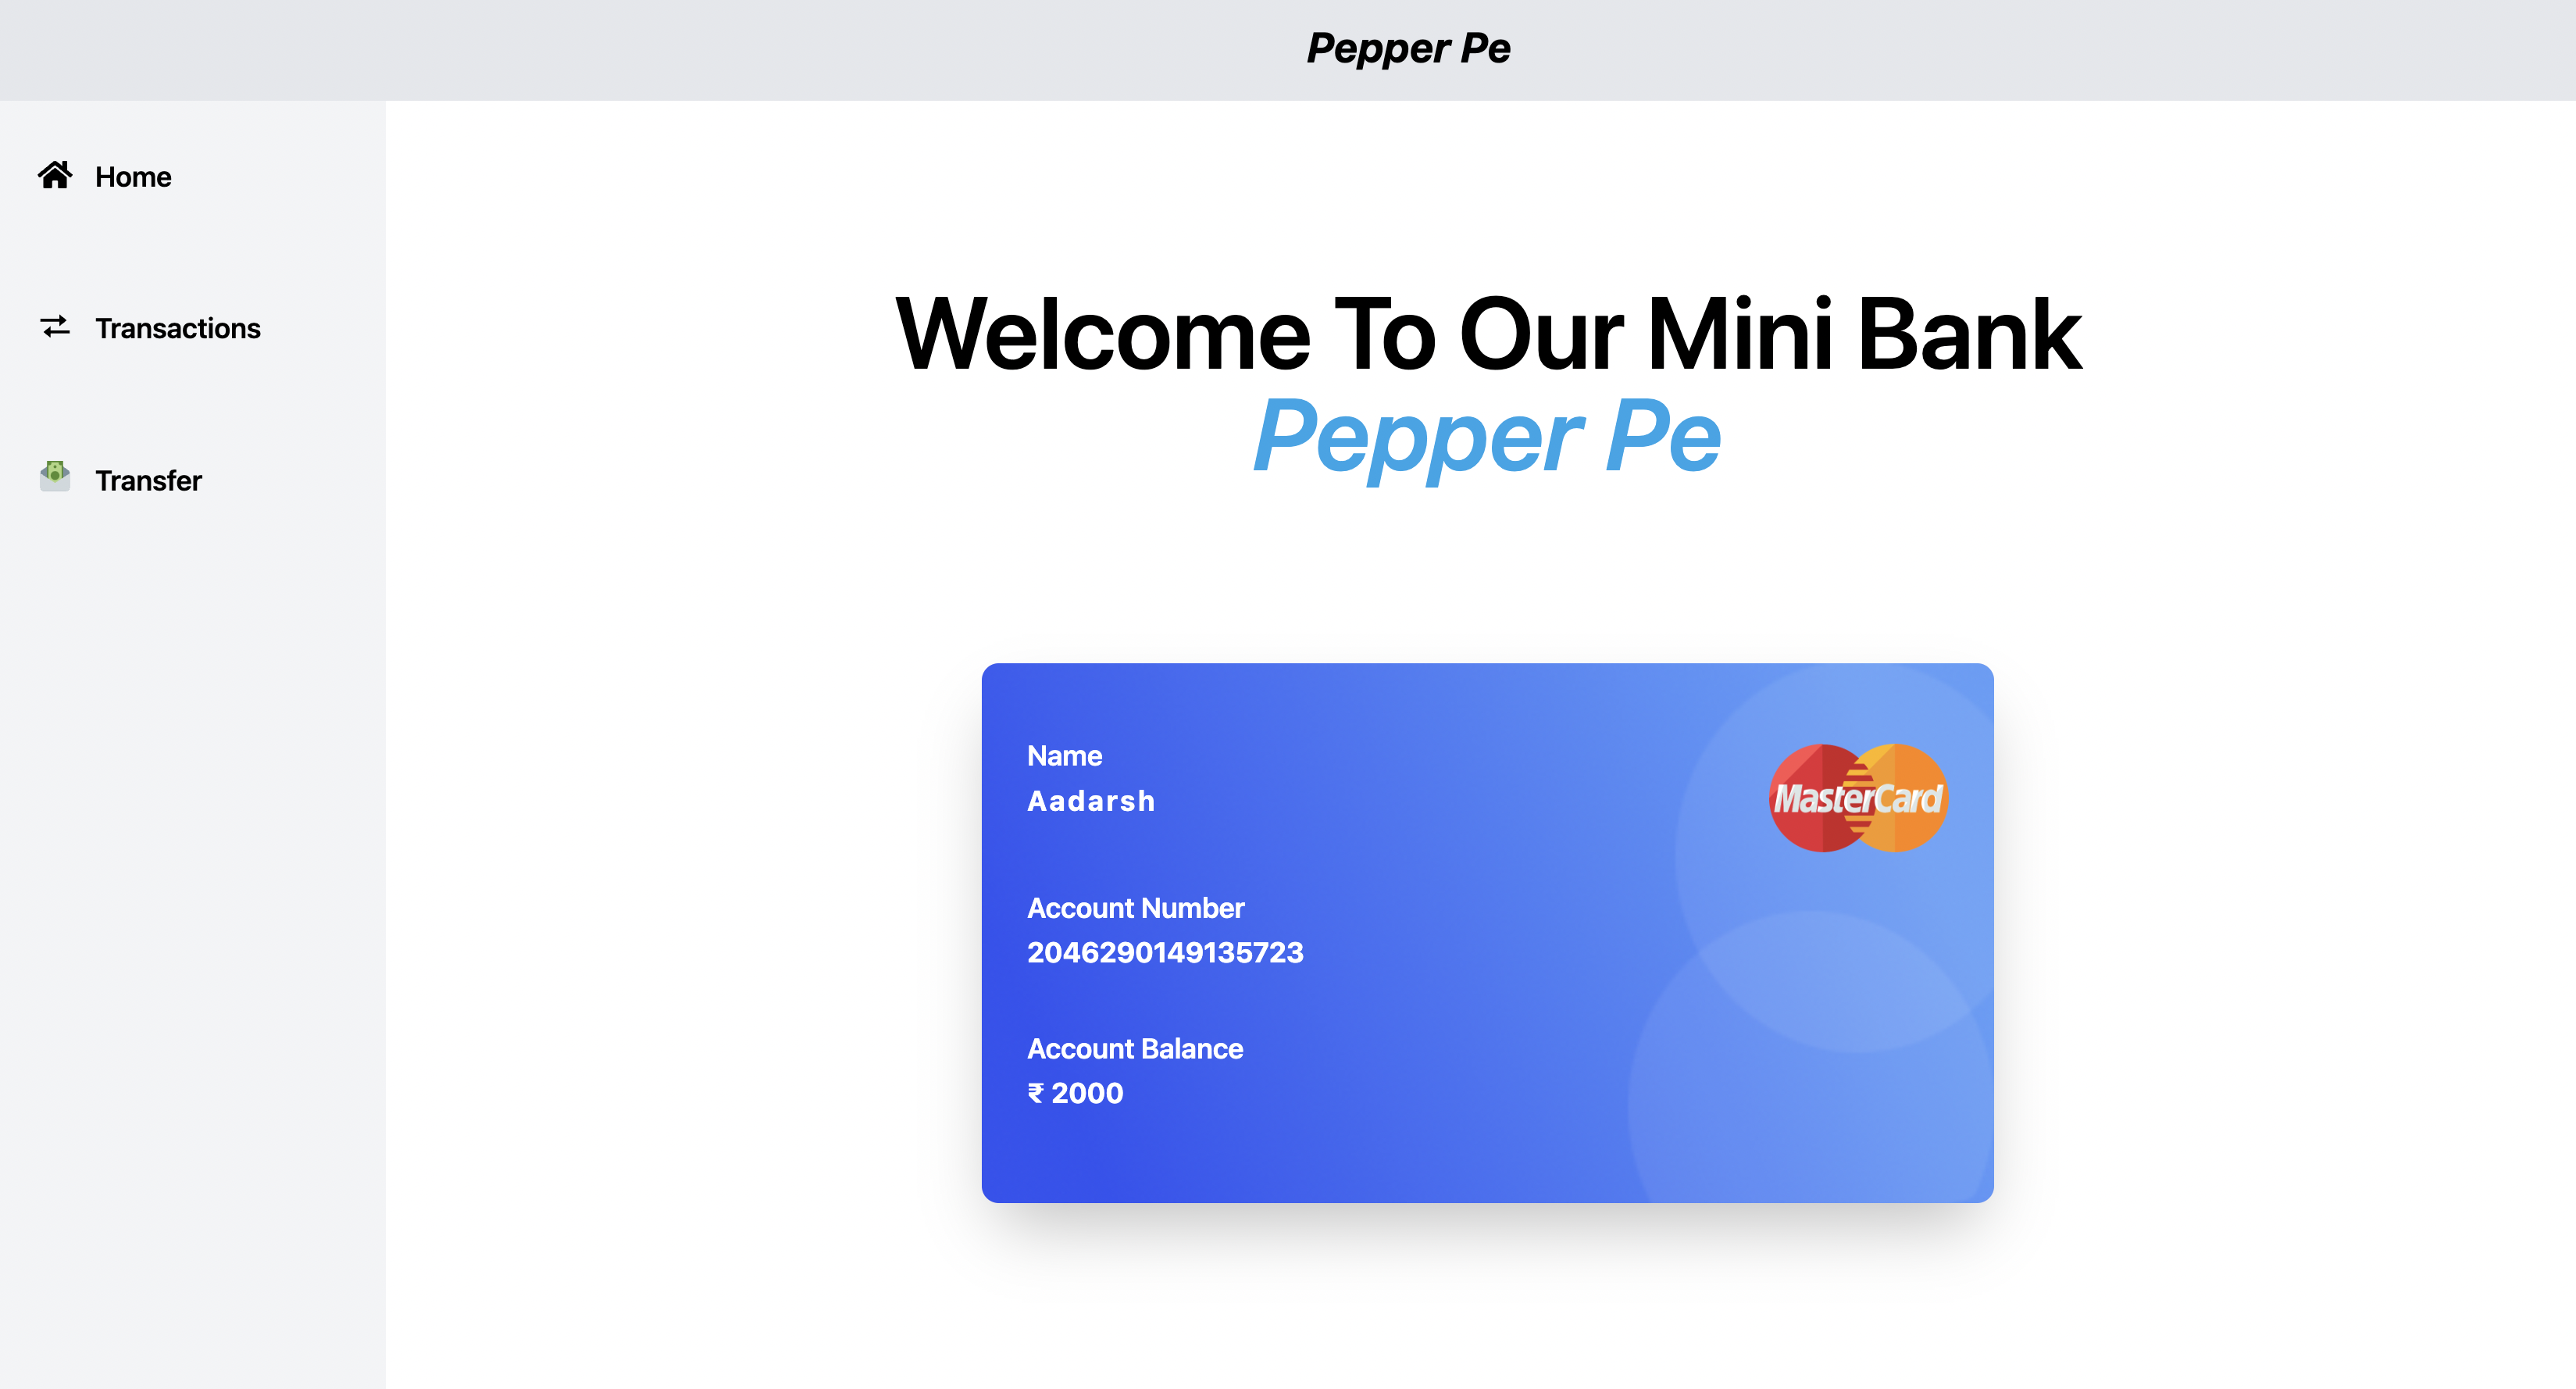 Pepper Pe
Home
Transactions
Transfer
Welcome To Our Mini Bank
Pepper Pe
Name
Aadarsh
MasterCard
Account Number
2046290149135723
Account Balance
₹ 2000